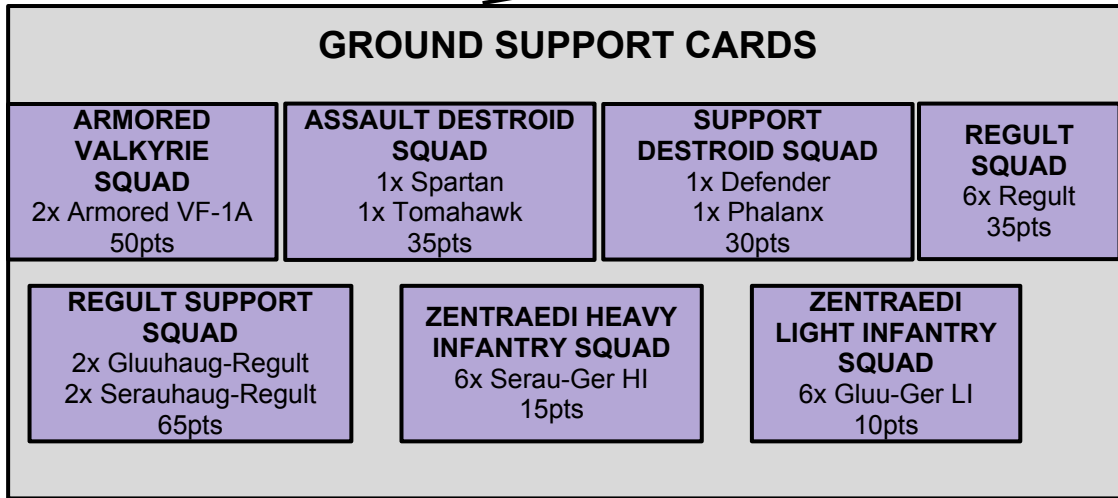 GROUND SUPPORT CARDS
ARMORED
VALKYRIE
SQUAD
2x Armored VF-1A
50pts
ASSAULT DESTROID
SQUAD
1x Spartan
1x Tomahawk
35pts
SUPPORT
DESTROID SQUAD
1x Defender
1x Phalanx
30pts
REGULT
SQUAD
6x Regult
35pts
REGULT SUPPORT
SQUAD
2x Gluuhaug-Regult
2x Serauhaug-Regult
65pts
ZENTRAEDI HEAVY
INFANTRY SQUAD
6x Serau-Ger HI
15pts
ZENTRAEDI
LIGHT INFANTRY
SQUAD
6x Gluu-Ger LI
10pts